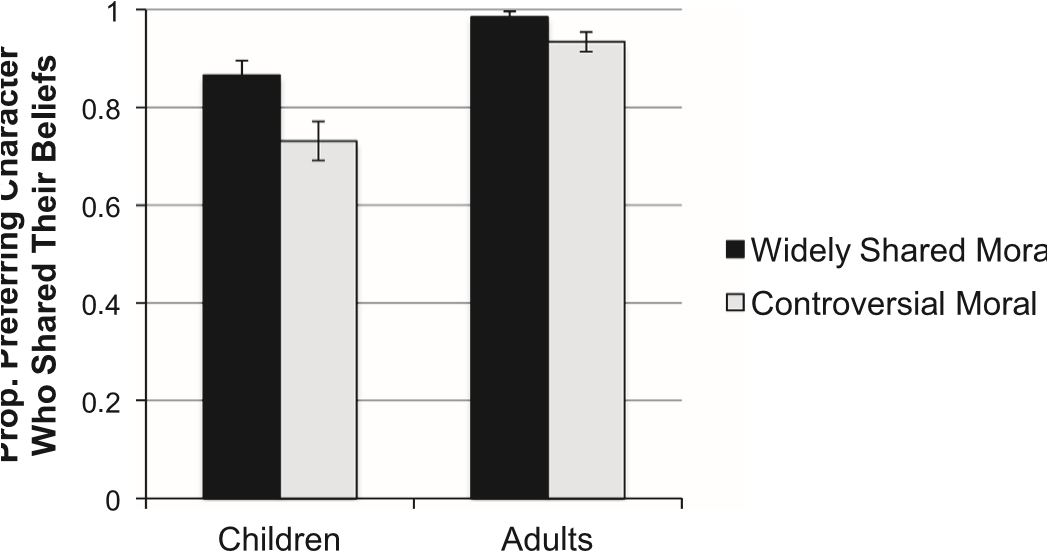 Prop. Preferring Character
Who Shared Their Beliefs
1
0.8
0.6
0.4
0.2
0
Children
Adults
Widely Shared Mora
Controversial Moral